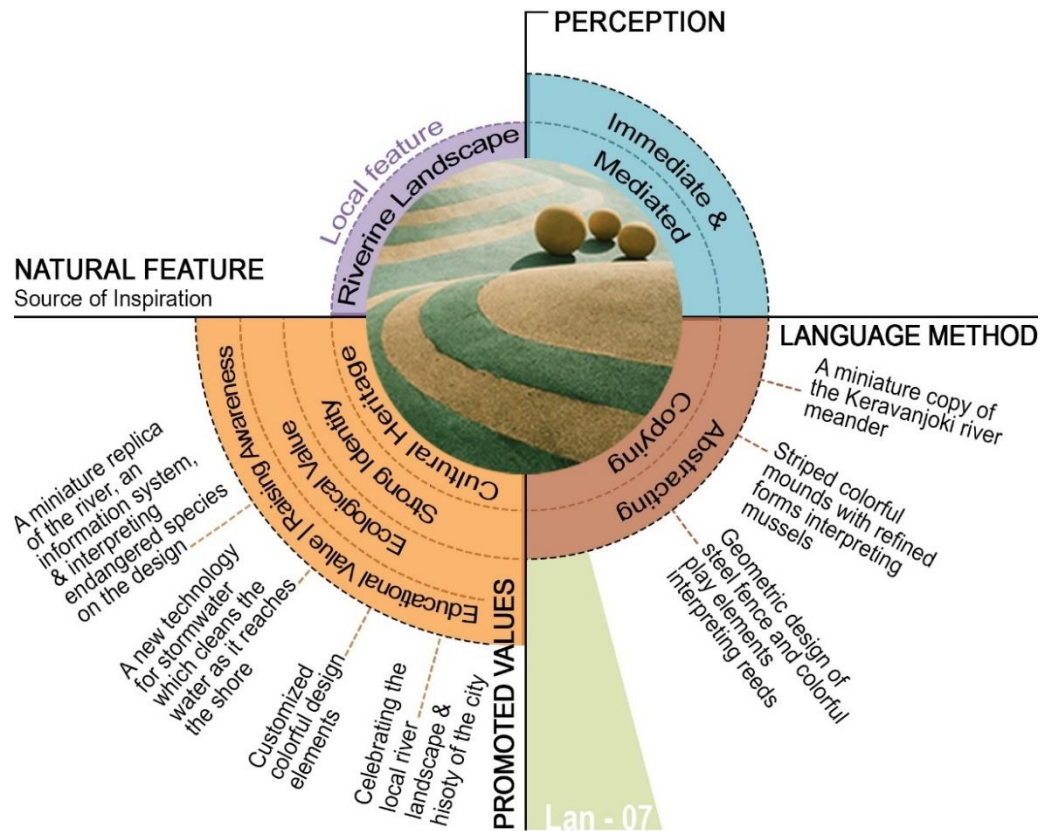 PERCEPTION
Immediate &
Mediated
Local feature
Riverine Landscape
NATURAL FEATURE
Source of Inspiration
LANGUAGE METHOD
Copying
Abstracting
A miniature copy of
the Keravanjoki river
meander
Striped colorful
mounds with refined
forms interpreting
mussels
Geometric design of
steel fence and colorful
play elements
interpreting reeds
PROMOTED VALUES
Cultural Heritage
Strong Identity
Ecological Value
Educational Value | Raising Awareness
A miniature replica
of the river, an
information system,
& interpreting
endangered species
on the design
A new technology
for stormwater
which cleans the
water as it reaches
the shore
Customized
colorful design
elements
Celebrating the
local river
landscape &
hisoty of the city
Lan - 07